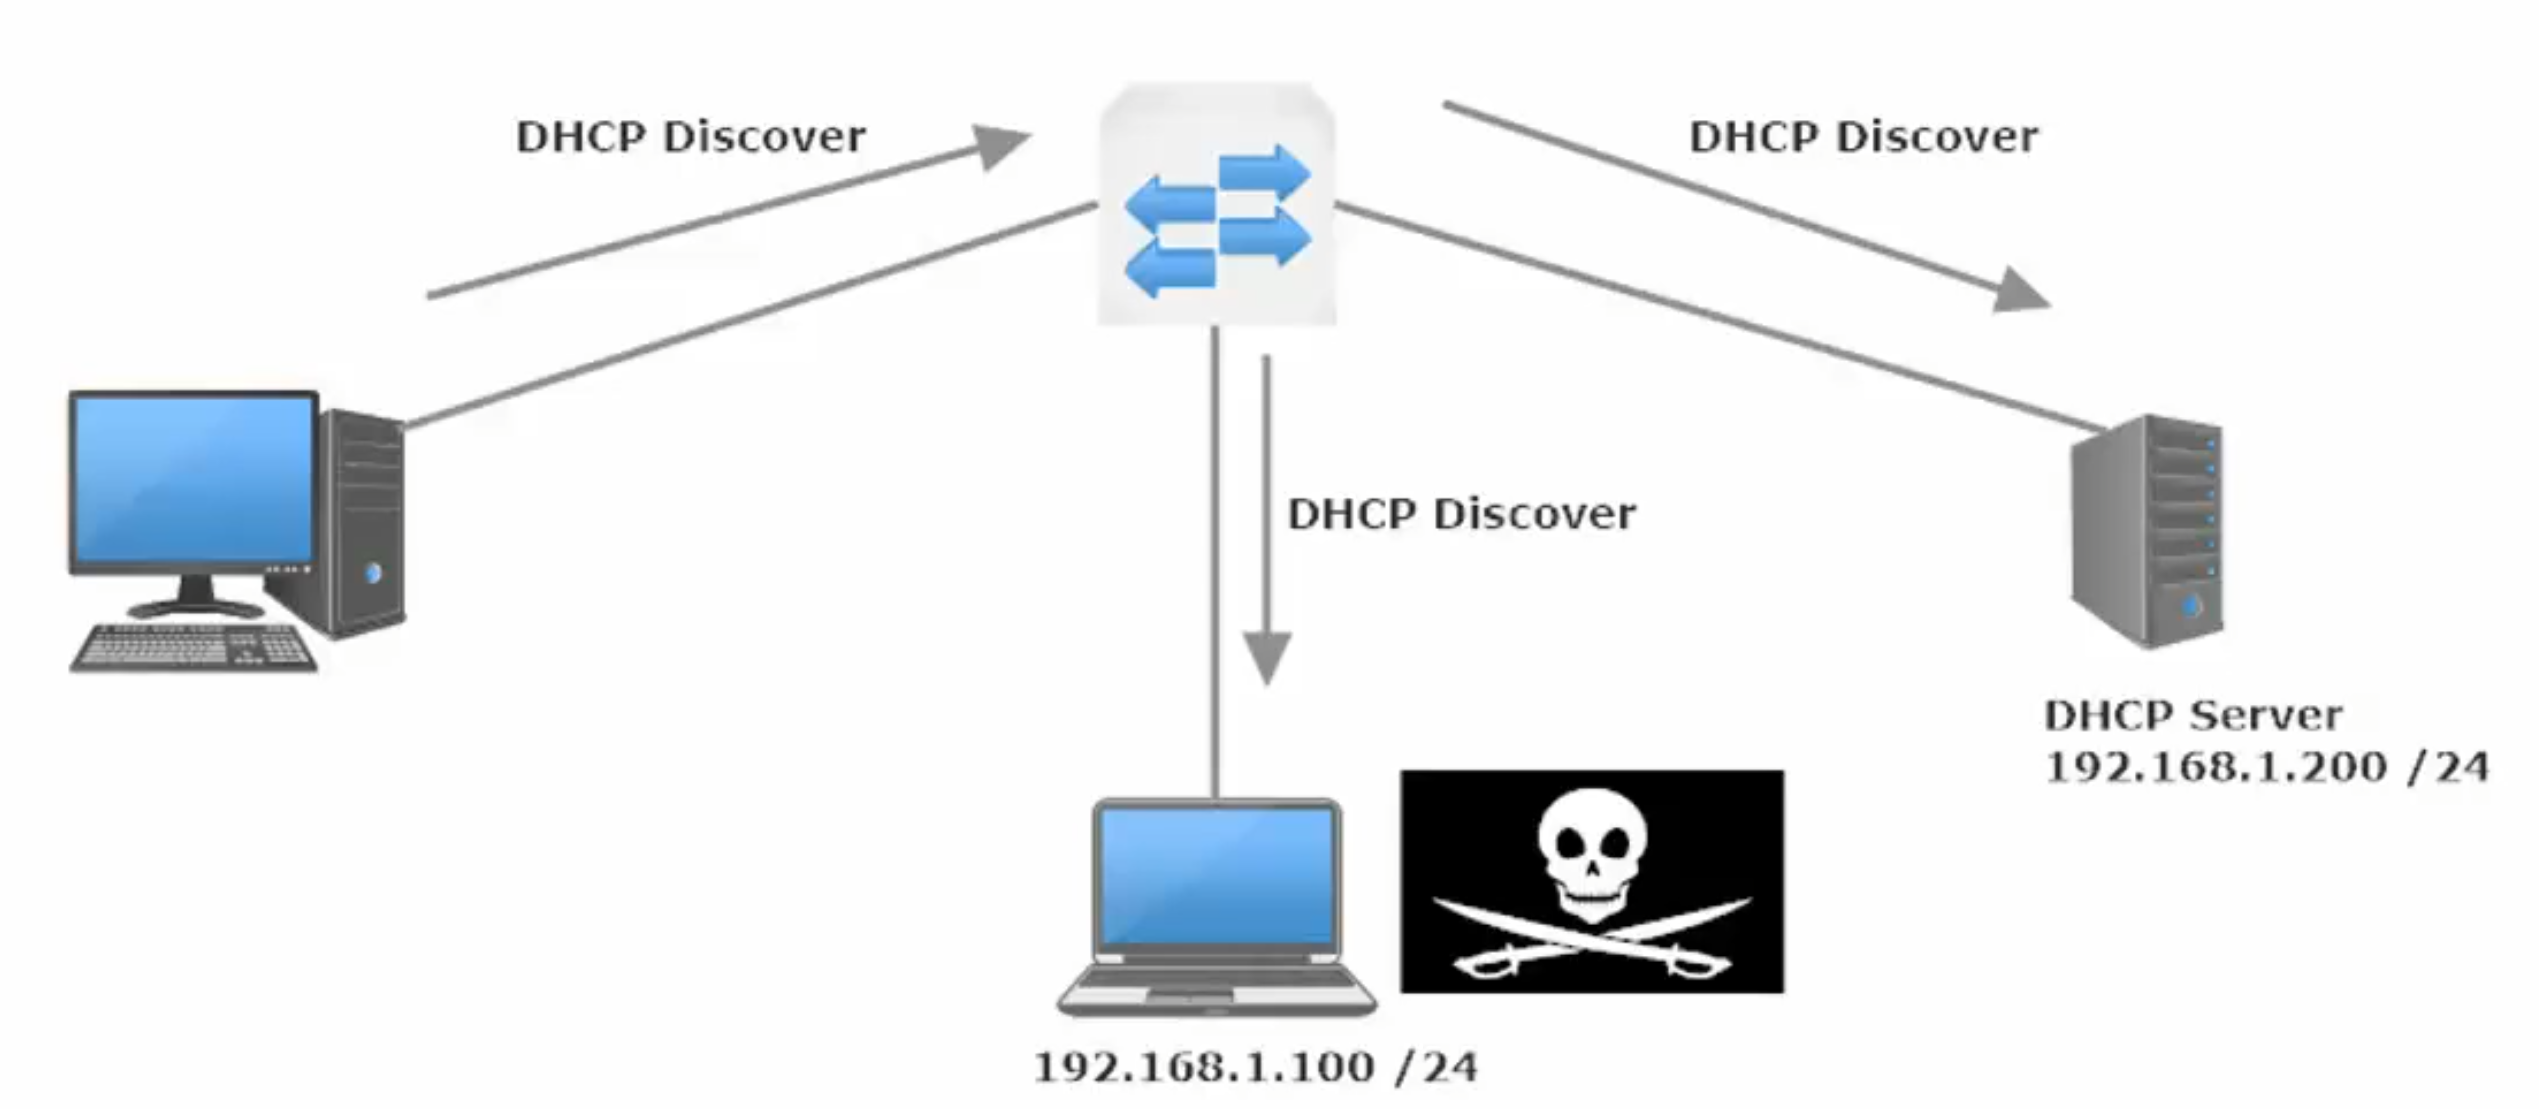 DHCP Discover
DHCP Discover
DHCP Discover
DHCP Server
192.168.1.200 /24
192.168.1.100 /24